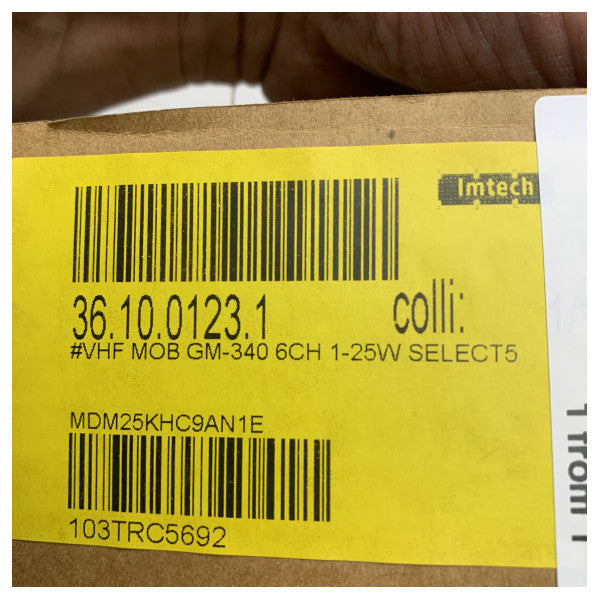 Imtech
36.10.0123.1 colli:
#VHF MOB GM-340 6CH 1-25W SELECT5
MDM25KHC9AN1E
103TRC5692
1 from 1